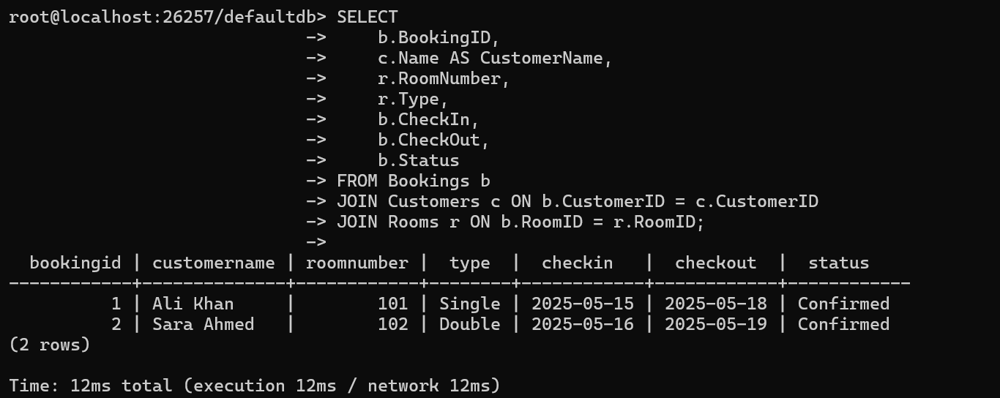 root@localhost:26257/defaultdb> SELECT
                             ->     b.BookingID,
                             ->     c.Name AS CustomerName,
                             ->     r.RoomNumber,
                             ->     r.Type,
                             ->     b.CheckIn,
                             ->     b.CheckOut,
                             ->     b.Status
                             -> FROM Bookings b
                             -> JOIN Customers c ON b.CustomerID = c.CustomerID
                             -> JOIN Rooms r ON b.RoomID = r.RoomID;
                             ->
  bookingid | customername | roomnumber |  type  |  checkin   |  checkout  |  status
------------+--------------+------------+--------+------------+------------+------------
          1 | Ali Khan     |        101 | Single | 2025-05-15 | 2025-05-18 | Confirmed
          2 | Sara Ahmed   |        102 | Double | 2025-05-16 | 2025-05-19 | Confirmed
(2 rows)

Time: 12ms total (execution 12ms / network 12ms)